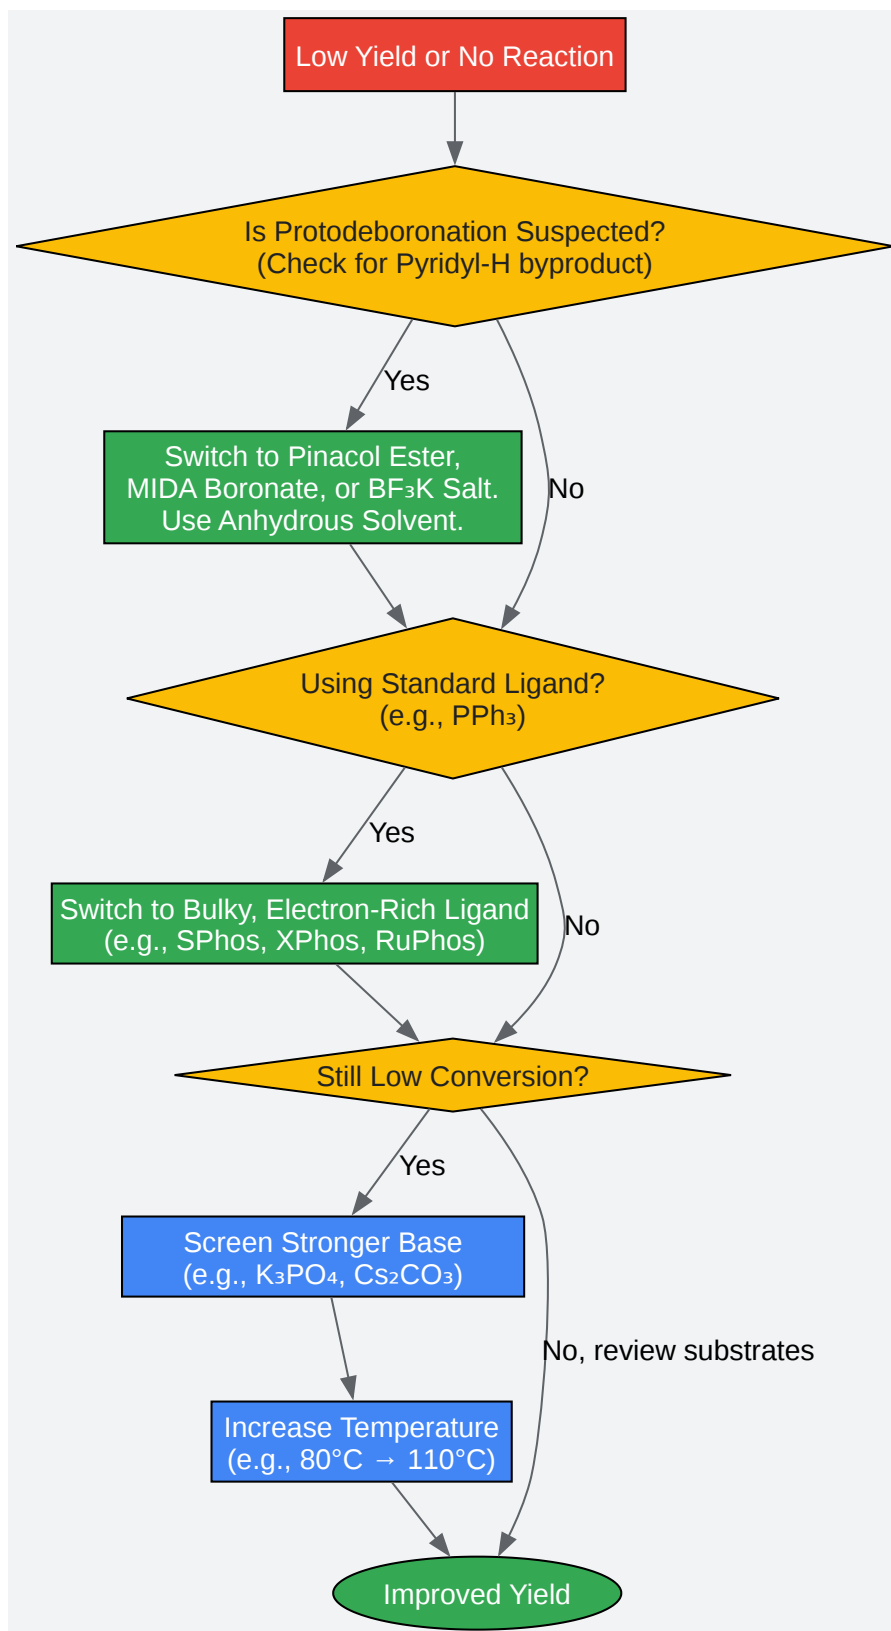 Low Yield or No Reaction
Is Protodeboronation Suspected?
(Check for Pyridyl-H byproduct)
Yes
No
Switch to Pinacol Ester,
MIDA Boronate, or BF₃K Salt.
Use Anhydrous Solvent.
Using Standard Ligand?
(e.g., PPh₃)
Yes
No
Switch to Bulky, Electron-Rich Ligand
(e.g., SPhos, XPhos, RuPhos)
Still Low Conversion?
Yes
Screen Stronger Base
(e.g., K₃PO₄, Cs₂CO₃)
No, review substrates
Increase Temperature
(e.g., 80°C → 110°C)
Improved Yield